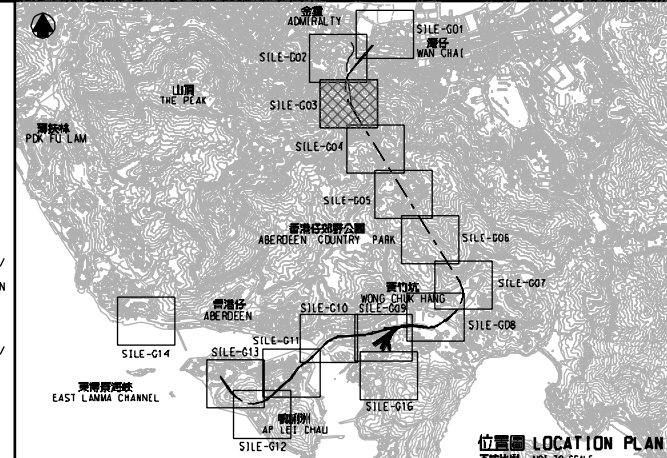 金鐘
ADMIRALTY
SILE-G01
灣仔
WAN CHAI
SILE-G02
山頂
THE PEAK
SILE-G03
薄扶林
POK FU LAM
SILE-G04
SILE-G05
香港仔郊野公園
ABERDEEN COUNTRY PARK
SILE-G06
SILE-G07
黃竹坑
WONG CHUK HANG
香港仔
ABERDEEN
SILE-G10
SILE-G09
SILE-G08
SILE-G11
SILE-G14
SILE-G13
東博寮海峽
EAST LAMMA CHANNEL
SILE-G16
鴨脷洲
AP LEI CHAU
SILE-G12
位置圖 LOCATION PLAN
NOT TO SCALE